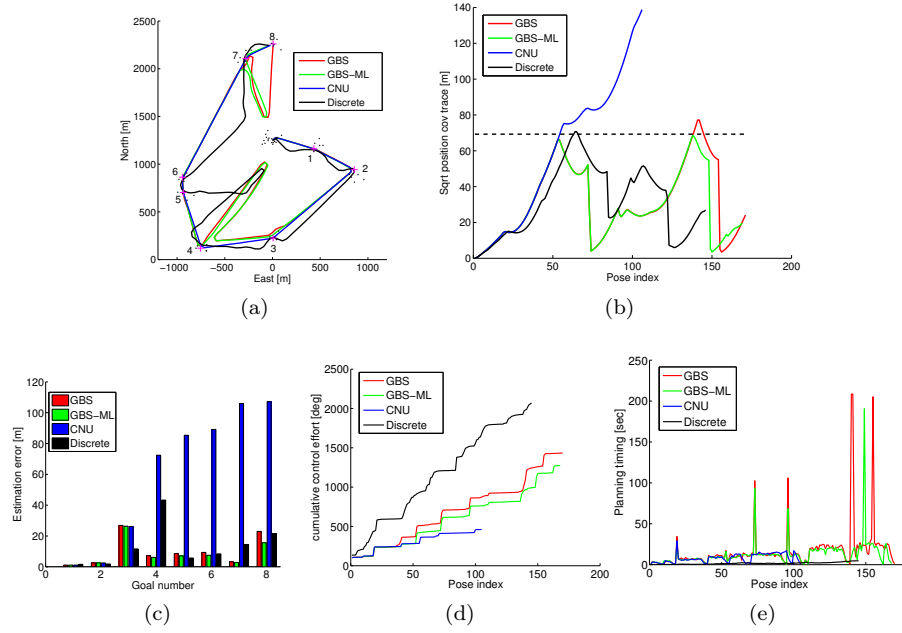 2500
2000
1500
1000
500
0
−1000 −500 0 500 1000
North [m]
East [m]
1
2
3
4
5
6
7
8
GBS
GBS−ML
CNU
Discrete
(a)
140
120
100
80
60
40
20
0
0 50 100 150 200
Sqrt position cov trace [m]
Pose index
GBS
GBS−ML
CNU
Discrete
(b)
120
100
80
60
40
20
0
0 2 4 6 8
Estimation error [m]
Goal number
GBS
GBS−ML
CNU
Discrete
(c)
2500
2000
1500
1000
500
0
0 50 100 150 200
cumulative control effort [deg]
Pose index
GBS
GBS−ML
CNU
Discrete
(d)
250
200
150
100
50
0
0 50 100 150
Planning timing [sec]
Pose index
GBS
GBS−ML
CNU
Discrete
(e)